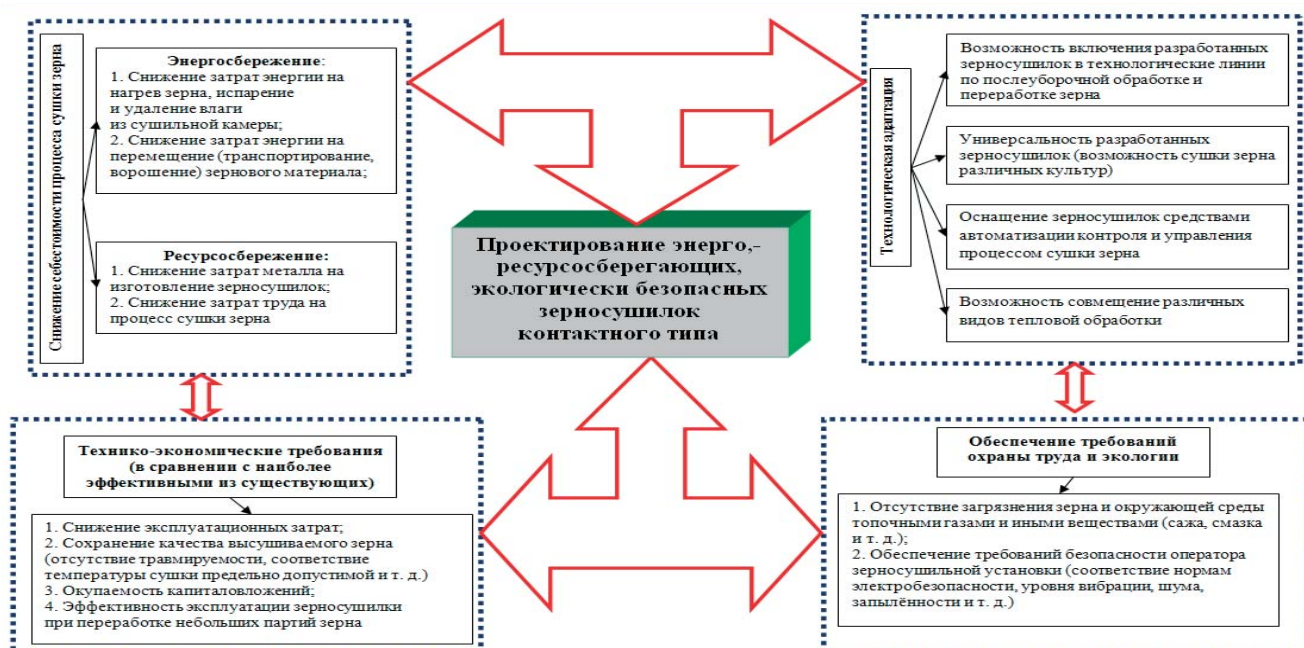 Снижение себестоимости процесса сушки зерна
Энергосбережение:
1. Снижение затрат энергии на
нагрев зерна, испарение
и удаление влаги
из сушильной камеры;
2. Снижение затрат энергии на
перемещение (транспортирование,
ворошение) зернового материала;
Ресурсосбережение:
1. Снижение затрат металла на
изготовление зерносушилок;
2. Снижение затрат труда на
процесс сушки зерна
Проектирование энерго,-
ресурсосберегающих,
экологически безопасных
зерносушилок
контактного типа
Технологическая адаптация
Возможность включения разработанных
зерносушилок в технологические линии
по послеуборочной обработке и
переработке зерна
Универсальность разработанных
зерносушилок (возможность сушки зерна
различных культур)
Оснащение зерносушилок средствами
автоматизации контроля и управления
процессом сушки зерна
Возможность совмещение различных
видов тепловой обработки
Технико-экономические требования
(в сравнении с наиболее
эффективными из существующих)
1. Снижение эксплуатационных затрат;
2. Сохранение качества высушиваемого зерна
(отсутствие травмируемости, соответствие
температуры сушки предельно допустимой и т. д.)
3. Окупаемость капиталовложений;
4. Эффективность эксплуатации зерносушилки
при переработке небольших партий зерна
Обеспечение требований
охраны труда и экологии
1. Отсутствие загрязнения зерна и окружающей среды
топочными газами и иными веществами (сажа, смазка
и т. д.);
2. Обеспечение требований безопасности оператора
зерносушильной установки (соответствие нормам
электробезопасности, уровня вибрации, шума,
запылённости и т. д.)